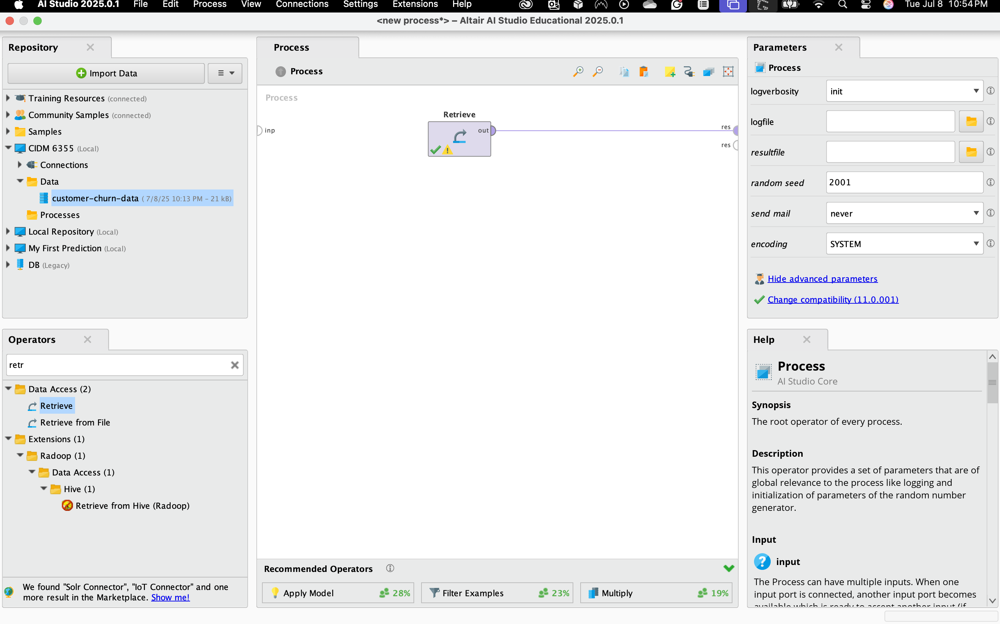 AI Studio 2025.0.1 File Edit Process View Connections Settings Extensions Help Tue Jul 8 10:54 PM
<new process*> – Altair AI Studio Educational 2025.0.1
Repository
Import Data
Training Resources (connected)
Community Samples (connected)
Samples
CIDM 6355 (Local)
Connections
Data
customer-churn-data ( 7/8/25 10:13 PM – 21 kB)
Processes
Local Repository (Local)
My First Prediction (Local)
DB (Legacy)
Operators
retr
Data Access (2)
Retrieve
Retrieve from File
Extensions (1)
Radoop (1)
Data Access (1)
Hive (1)
Retrieve from Hive (Radoop)
We found "Solr Connector", "IoT Connector" and one
more result in the Marketplace. Show me!
Process
Process
Process
Retrieve
inp
out
res
res
Recommended Operators
Apply Model 28%
Filter Examples 23%
Multiply 19%
Parameters
Process
logverbosity init
logfile
resultfile
random seed 2001
send mail never
encoding SYSTEM
Hide advanced parameters
Change compatibility (11.0.001)
Help
Process
AI Studio Core
Synopsis
The root operator of every process.
Description
This operator provides a set of parameters that are of
global relevance to the process like logging and
initialization of parameters of the random number
generator.
Input
input
The Process can have multiple inputs. When one
input port is connected, another input port becomes
available which is ready to accept another input (if